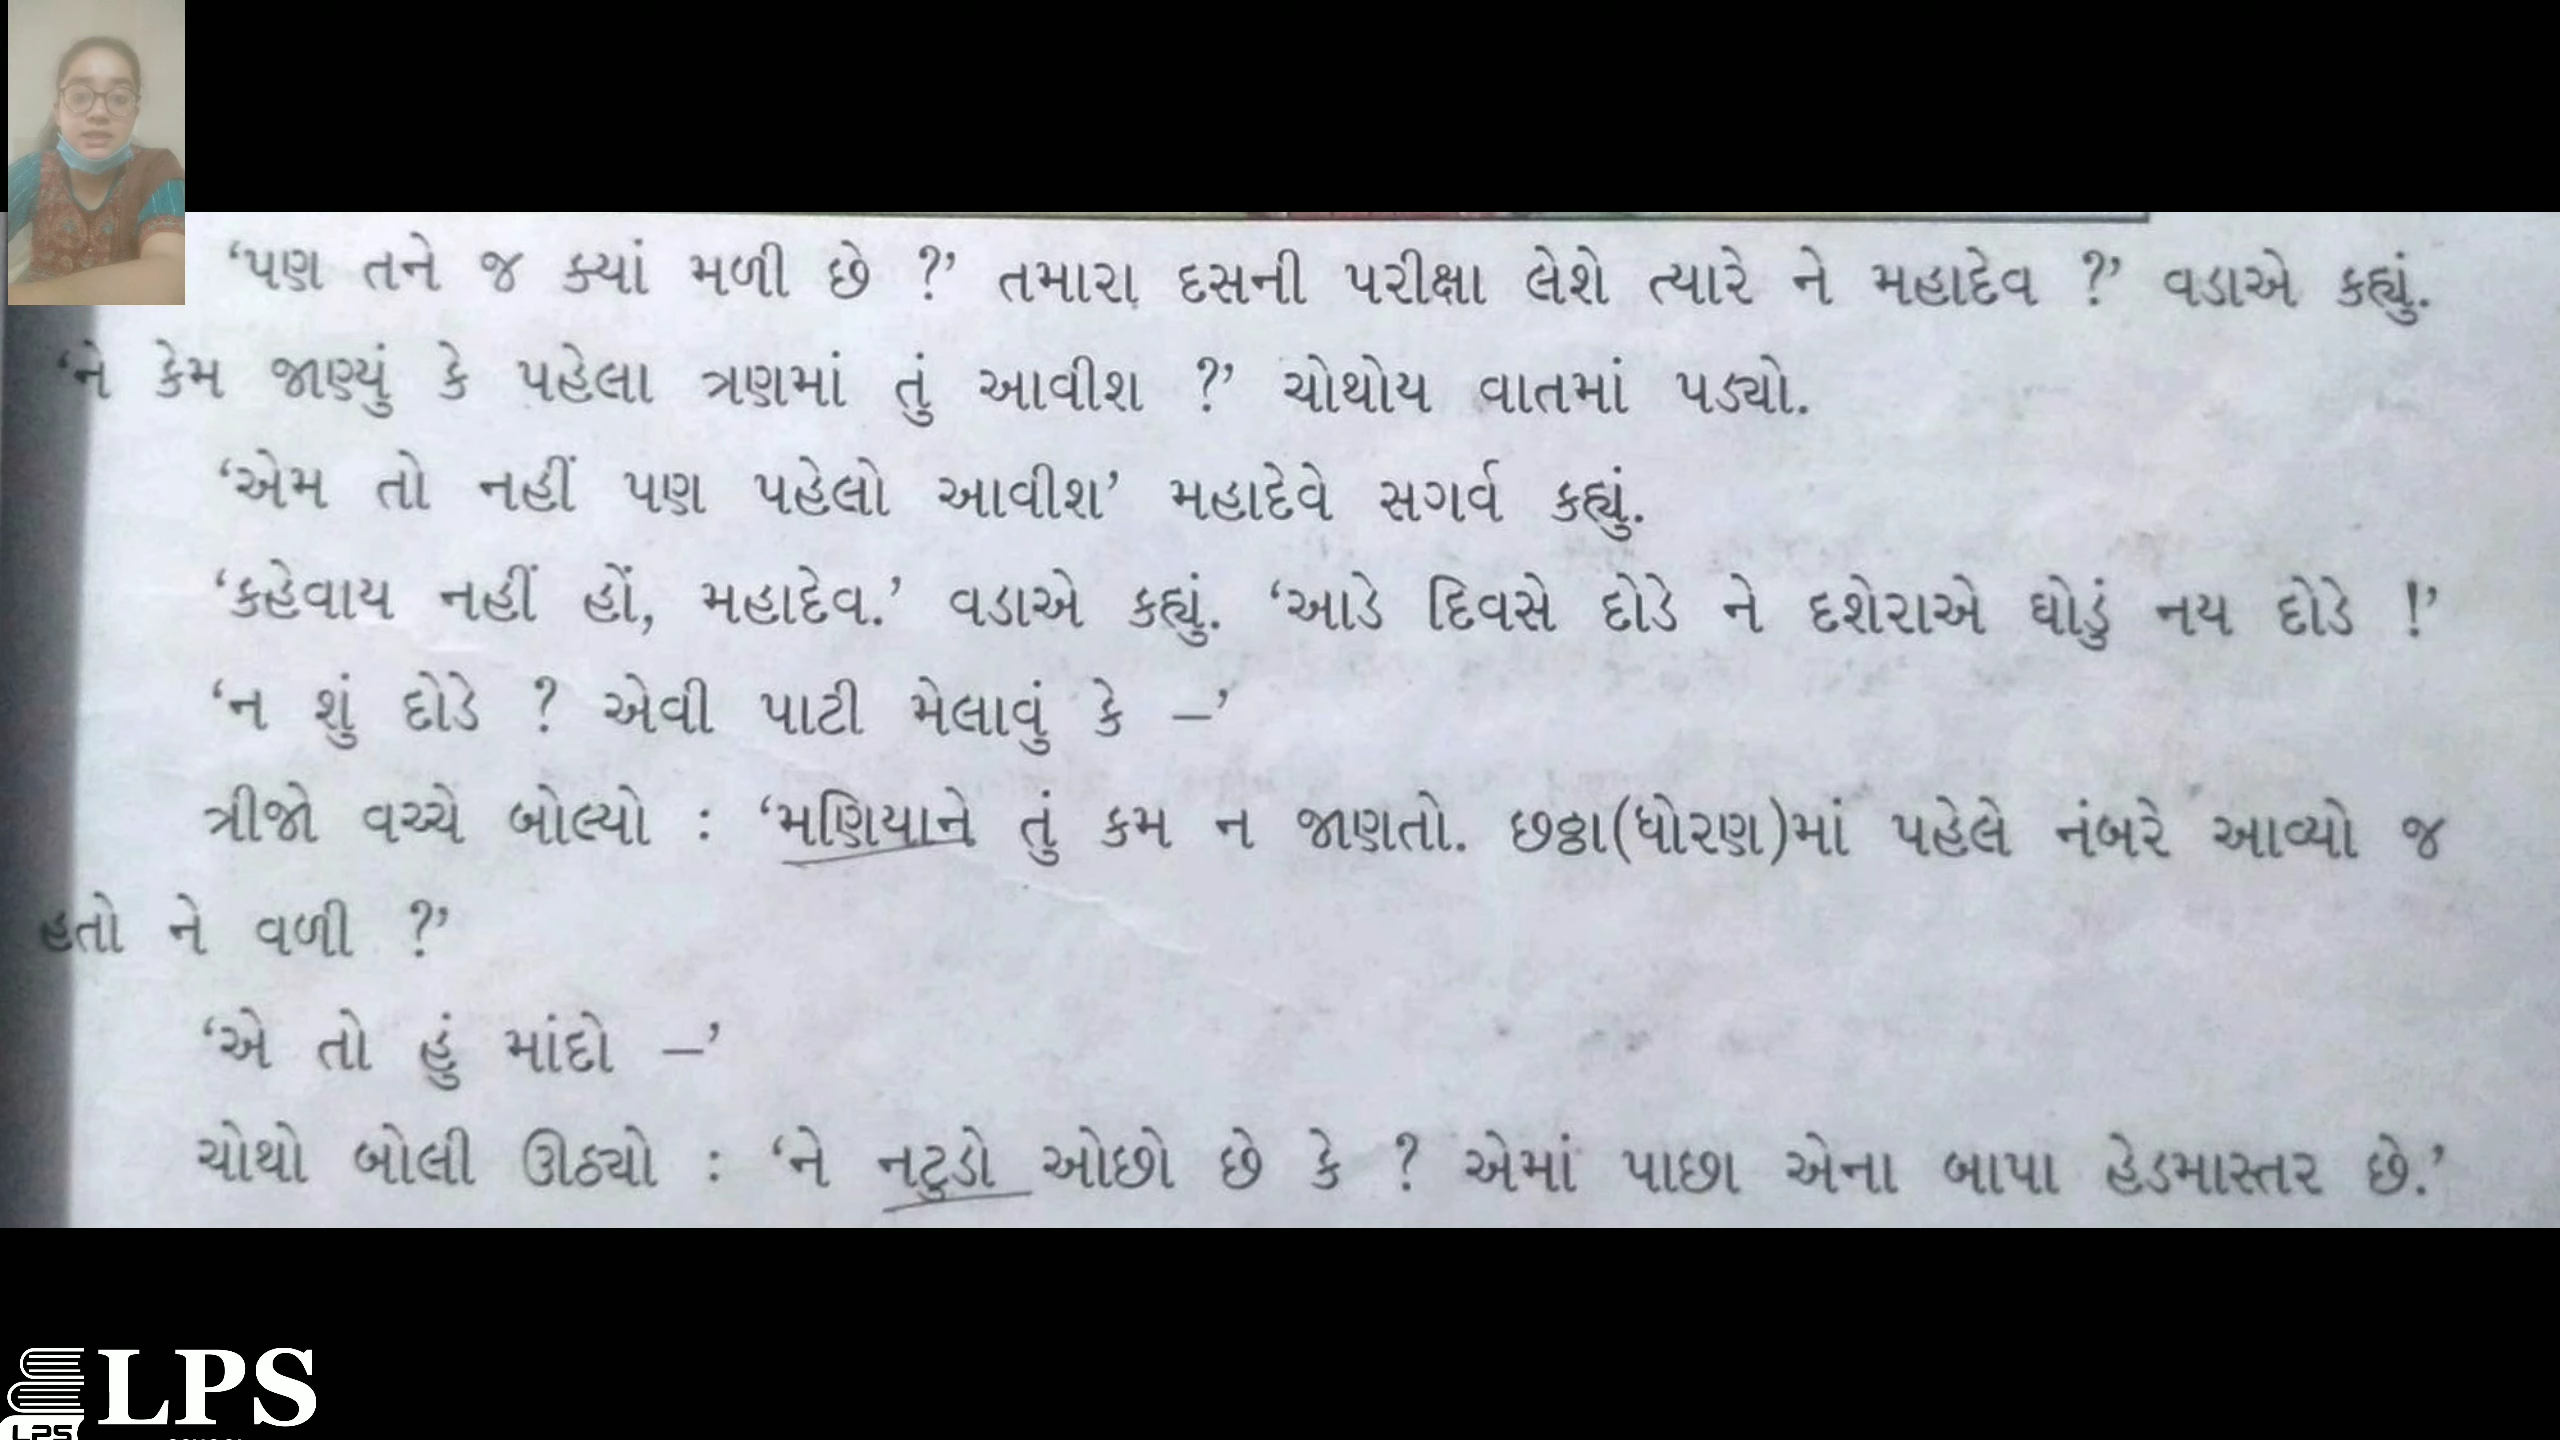 ‘પણ તને જ ક્યાં મળી છે ?’ તમારા દસની પરીક્ષા લેશે ત્યારે ને મહાદેવ ?’ વડાએ કહ્યું.
‘ને કેમ જાણ્યું કે પહેલા ત્રણમાં તું આવીશ ?’ ચોથોય વાતમાં પડ્યો.
‘એમ તો નહીં પણ પહેલો આવીશ’ મહાદેવે સગર્વ કહ્યું.
‘કહેવાય નહીં હોં, મહાદેવ.’ વડાએ કહ્યું. ‘આડે દિવસે દોડે ને દશેરાએ ઘોડું નય દોડે !’
‘ન શું દોડે ? એવી પાટી મેલાવું કે –’
ત્રીજો વચ્ચે બોલ્યો : ‘મણિયાને તું કમ ન જાણતો. છઠ્ઠા(ધોરણ)માં પહેલે નંબરે આવ્યો જ
હતો ને વળી ?’
‘એ તો હું માંદો –’
ચોથો બોલી ઊઠ્યો : ‘ને નટુડો ઓછો છે કે ? એમાં પાછા એના બાપા હેડમાસ્તર છે.’
LPS
LPS